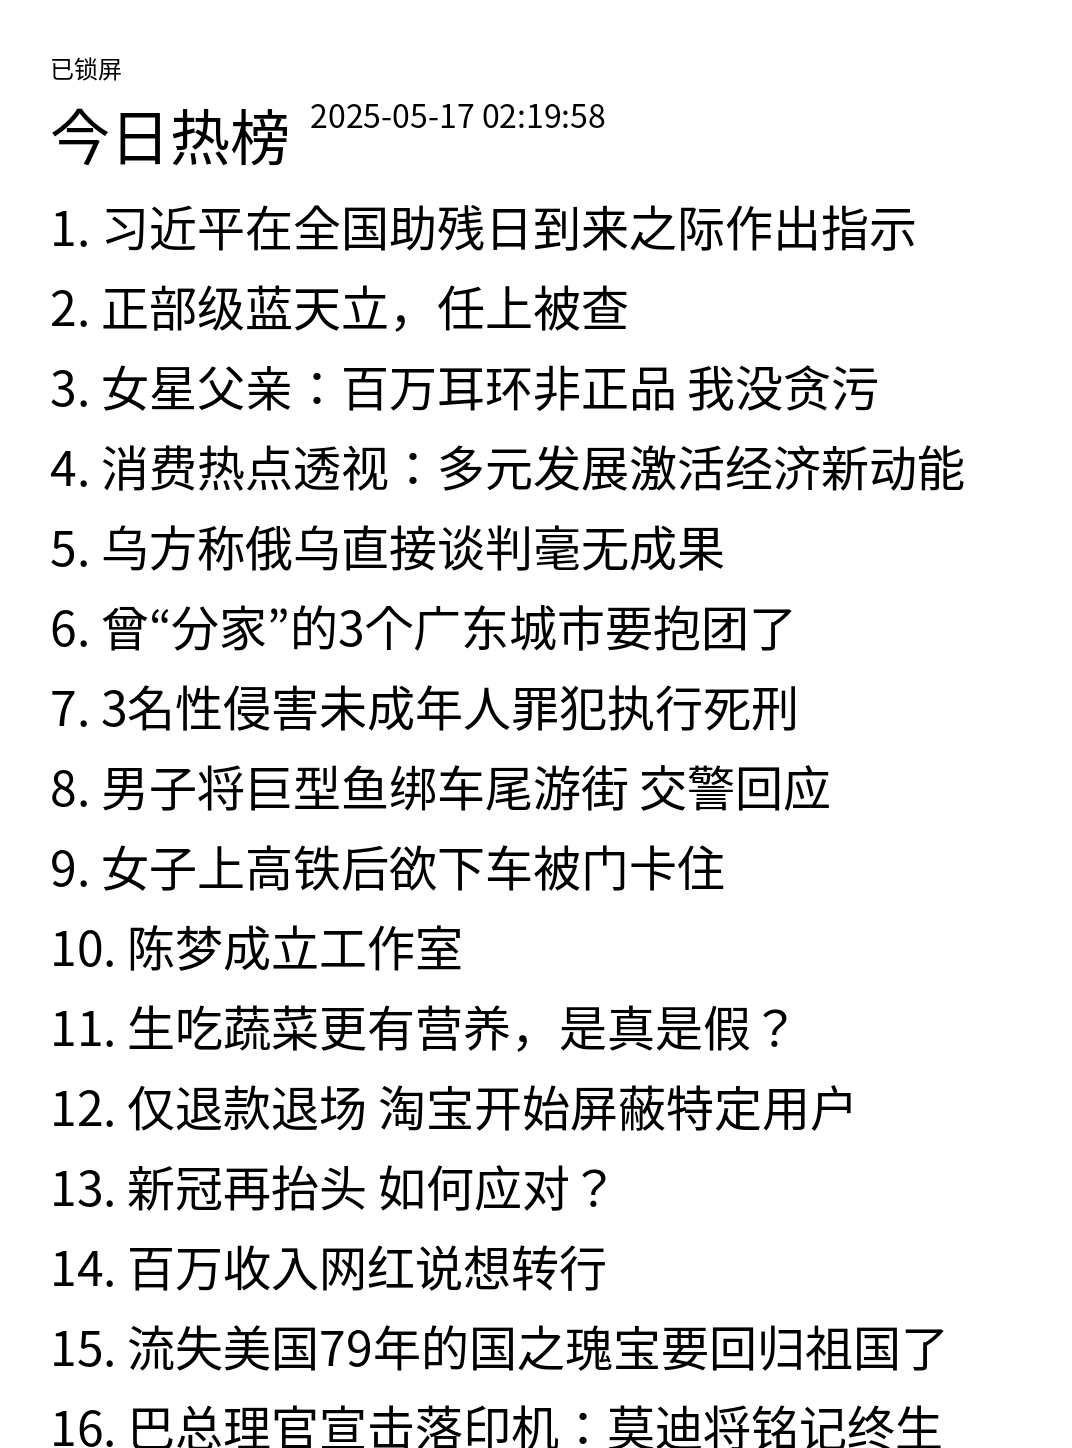 已锁屏
今日热榜 2025-05-17 02:19:58
1. 习近平在全国助残日到来之际作出指示
2. 正部级蓝天立，任上被查
3. 女星父亲：百万耳环非正品 我没贪污
4. 消费热点透视：多元发展激活经济新动能
5. 乌方称俄乌直接谈判毫无成果
6. 曾“分家”的3个广东城市要抱团了
7. 3名性侵害未成年人罪犯执行死刑
8. 男子将巨型鱼绑车尾游街 交警回应
9. 女子上高铁后欲下车被门卡住
10. 陈梦成立工作室
11. 生吃蔬菜更有营养，是真是假？
12. 仅退款退场 淘宝开始屏蔽特定用户
13. 新冠再抬头 如何应对？
14. 百万收入网红说想转行
15. 流失美国79年的国之瑰宝要回归祖国了
16. 巴总理官宣击落印机：莫迪将铭记终生